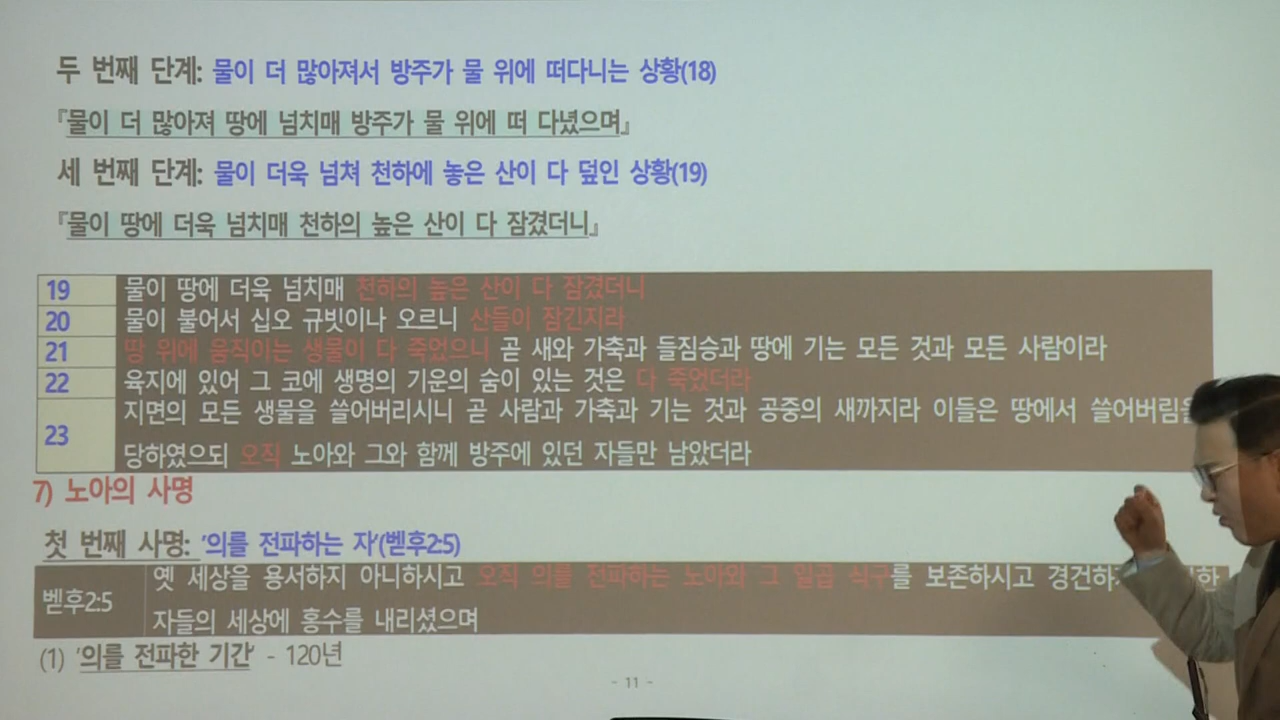 두 번째 단계: 물이 더 많아져서 방주가 물 위에 떠다니는 상황(18)
『물이 더 많아져 땅에 넘치매 방주가 물 위에 떠 다녔으며』
세 번째 단계: 물이 더욱 넘쳐 천하에 놓은 산이 다 덮인 상황(19)
『물이 땅에 더욱 넘치매 천하의 높은 산이 다 잠겼더니』
19 물이 땅에 더욱 넘치매 천하의 높은 산이 다 잠겼더니
20 물이 불어서 십오 규빗이나 오르니 산들이 잠긴지라
21 땅 위에 움직이는 생물이 다 죽었으니 곧 새와 가축과 들짐승과 땅에 기는 모든 것과 모든 사람이라
22 육지에 있어 그 코에 생명의 기운의 숨이 있는 것은 다 죽었더라
23 지면의 모든 생물을 쓸어버리시니 곧 사람과 가축과 기는 것과 공중의 새까지라 이들은 땅에서 쓸어버림을
당하였으되 오직 노아와 그와 함께 방주에 있던 자들만 남았더라
7) 노아의 사명
첫 번째 사명: '의를 전파하는 자'(벧후2:5)
벧후2:5 옛 세상을 용서하지 아니하시고 오직 의를 전파하는 노아와 그 일곱 식구를 보존하시고
자들의 세상에 홍수를 내리셨으며
(1) '의를 전파한 기간' - 120년
- 11 -